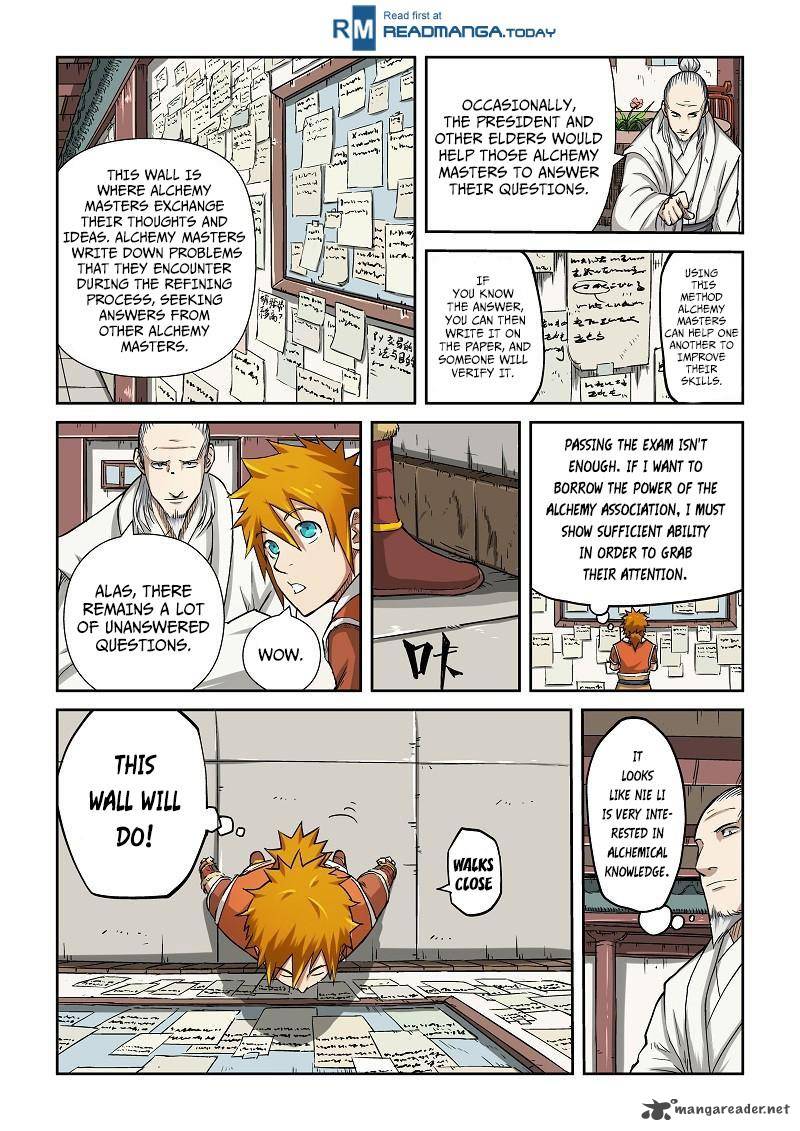 Read first at
RM READMANGA.TODAY
THIS WALL IS
WHERE ALCHEMY
MASTERS EXCHANGE
THEIR THOUGHTS AND
IDEAS. ALCHEMY MASTERS
WRITE DOWN PROBLEMS
THAT THEY ENCOUNTER
DURING THE REFINING
PROCESS, SEEKING
ANSWERS FROM
OTHER ALCHEMY
MASTERS.
OCCASIONALLY,
THE PRESIDENT AND
OTHER ELDERS WOULD
HELP THOSE ALCHEMY
MASTERS TO ANSWER
THEIR QUESTIONS.
IF
YOU KNOW
THE ANSWER,
YOU CAN THEN
WRITE IT ON
THE PAPER, AND
SOMEONE WILL
VERIFY IT.
USING
THIS METHOD
ALCHEMY
MASTERS CAN HELP
ONE
ANOTHER TO
IMPROVE
THEIR
SKILLS.
ALAS, THERE
REMAINS A LOT
OF UNANSWERED
QUESTIONS.
WOW.
咔
PASSING THE EXAM ISN'T
ENOUGH. IF I WANT TO
BORROW THE POWER OF THE
ALCHEMY ASSOCIATION, I MUST
SHOW SUFFICIENT ABILITY
IN ORDER TO GRAB
THEIR ATTENTION.
THIS
WALL WILL
DO!
WALKS
CLOSE
IT
LOOKS
LIKE NIE LI
IS VERY INTE-
RESTED IN
ALCHEMICAL
KNOWLEDGE.
mangareader.net